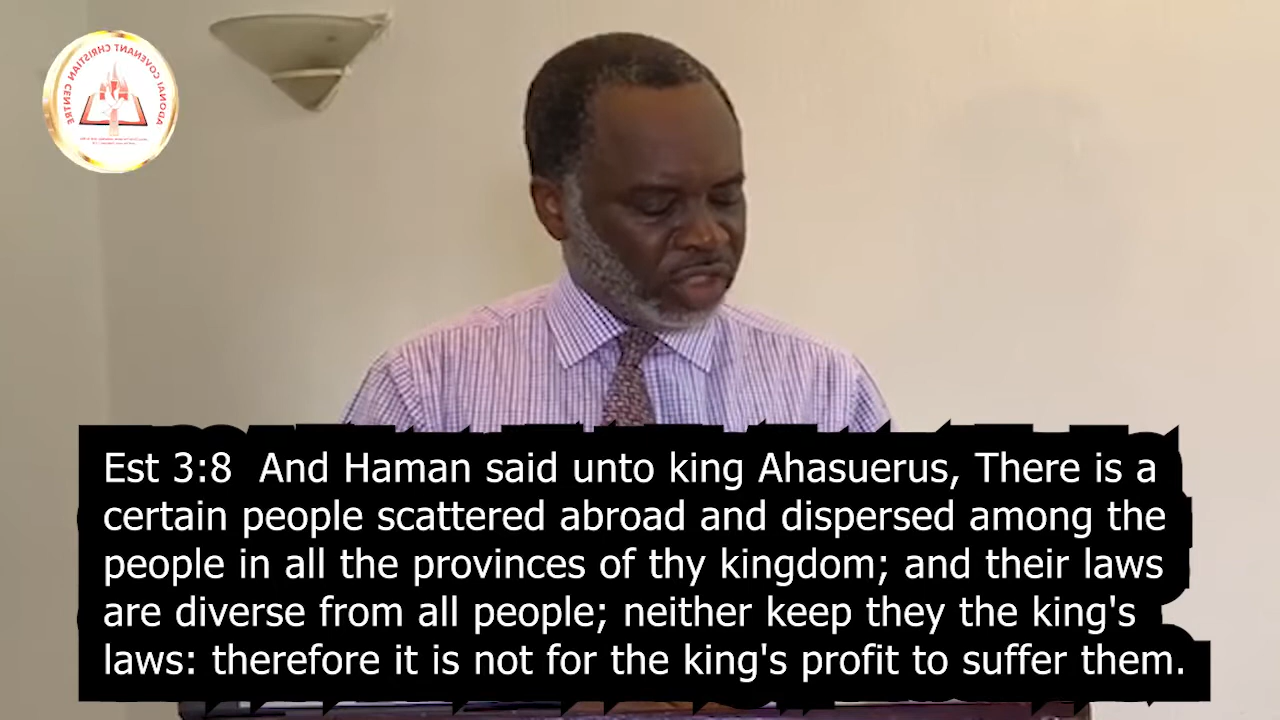 ADONAI COVENANT CHRISTIAN CENTRE
Est 3:8  And Haman said unto king Ahasuerus, There is a
certain people scattered abroad and dispersed among the
people in all the provinces of thy kingdom; and their laws
are diverse from all people; neither keep they the king's
laws: therefore it is not for the king's profit to suffer them.